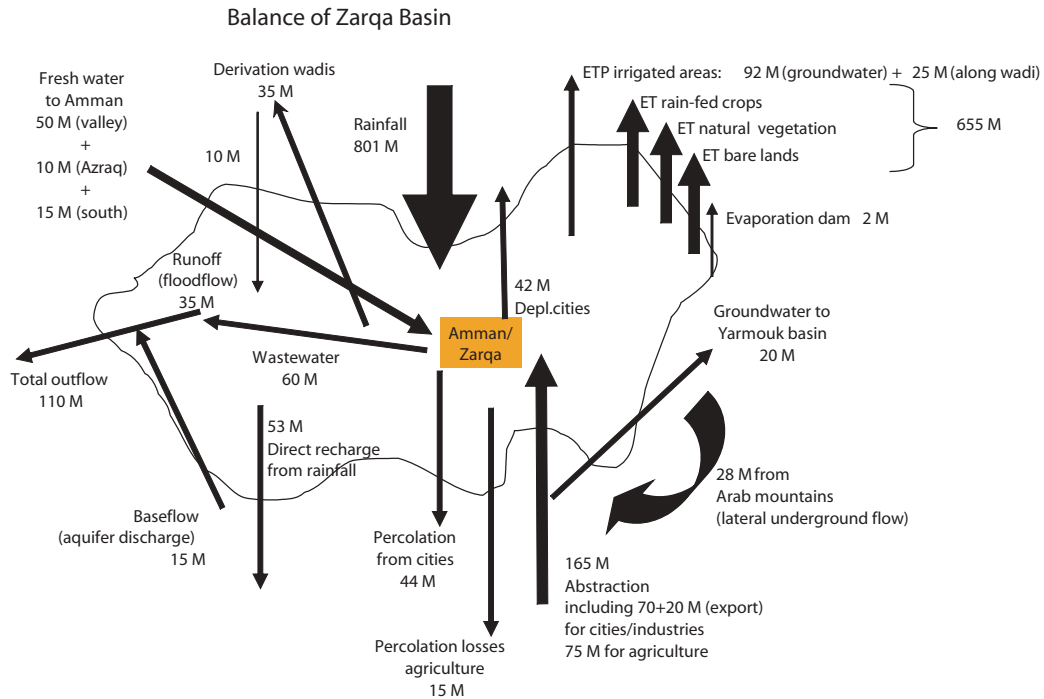 Balance of Zarqa Basin
Fresh water
to Amman
50 M (valley)
+
10 M (Azraq)
+
15 M (south)
Derivation wadis
35 M
10 M
Rainfall
801 M
ETP irrigated areas: 92 M (groundwater) + 25 M (along wadi)
ET rain-fed crops
ET natural vegetation
ET bare lands
655 M
Evaporation dam 2 M
Runoff
(floodflow)
35 M
42 M
Depl.cities
Amman/
Zarqa
Groundwater to
Yarmouk basin
20 M
Wastewater
60 M
Total outflow
110 M
53 M
Direct recharge
from rainfall
28 M from
Arab mountains
(lateral underground flow)
Baseflow
(aquifer discharge)
15 M
Percolation
from cities
44 M
165 M
Abstraction
including 70+20 M (export)
for cities/industries
75 M for agriculture
Percolation losses
agriculture
15 M